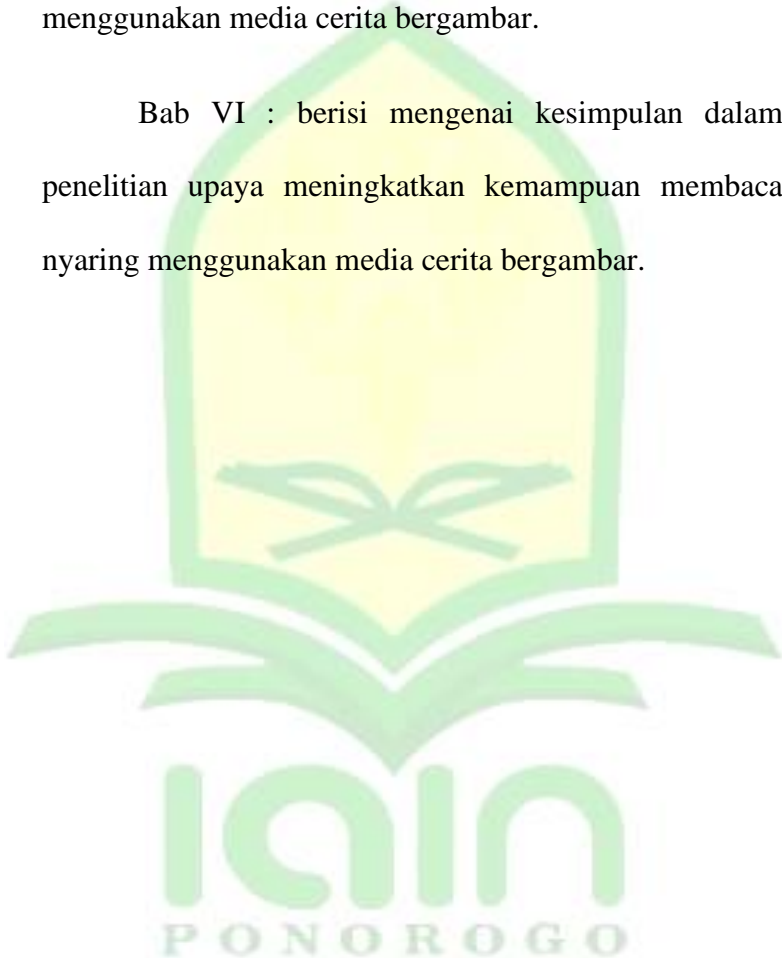 menggunakan media cerita bergambar.
Bab VI : berisi mengenai kesimpulan dalam
penelitian upaya meningkatkan kemampuan membaca
nyaring menggunakan media cerita bergambar.
iain
PONOROGO